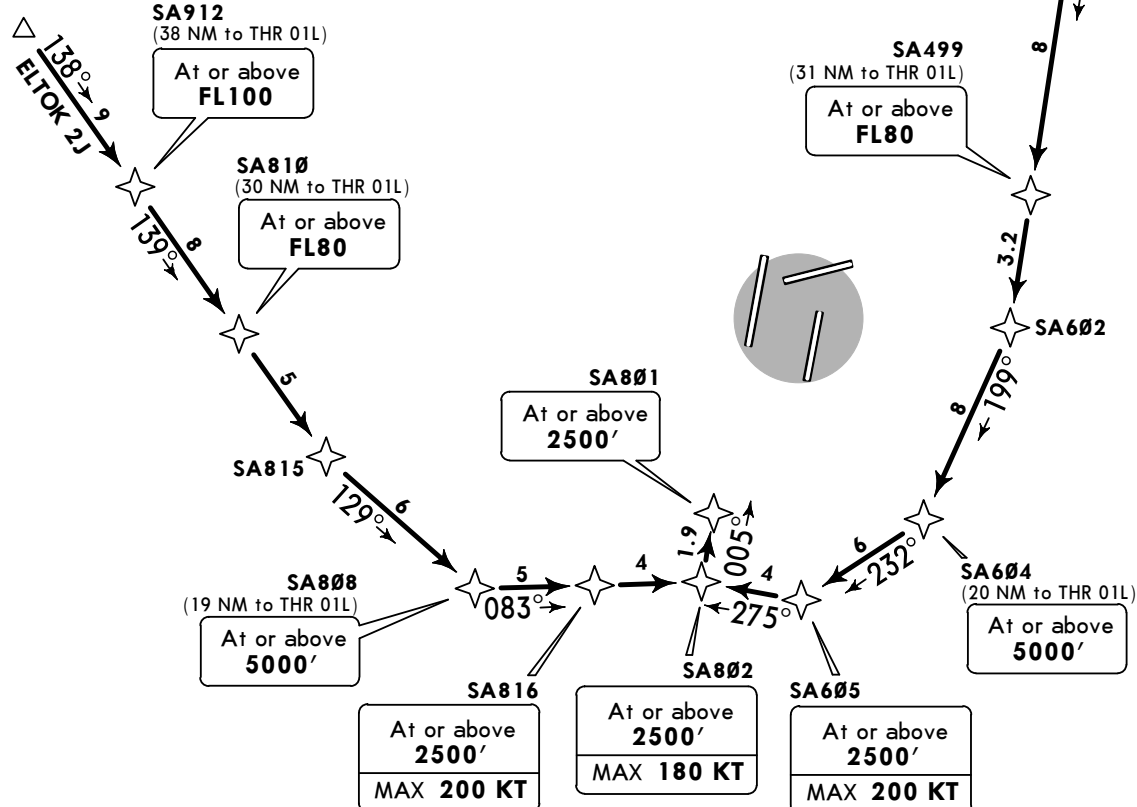 SA912
(38 NM to THR 01L)
At or above
FL100
138°
9
ELTOK 2J
8
SA499
(31 NM to THR 01L)
At or above
FL80
SA81Ø
(30 NM to THR 01L)
At or above
FL80
139°
8
3.2
SA6Ø2
5
199°
8
SA8Ø1
At or above
2500'
SA815
129°
6
1.9
005°
6
232°
SA6Ø4
(20 NM to THR 01L)
At or above
5000'
SA8Ø8
(19 NM to THR 01L)
At or above
5000'
5
083°
4
4
275°
SA816
At or above
2500'
MAX 200 KT
SA8Ø2
At or above
2500'
MAX 180 KT
SA6Ø5
At or above
2500'
MAX 200 KT